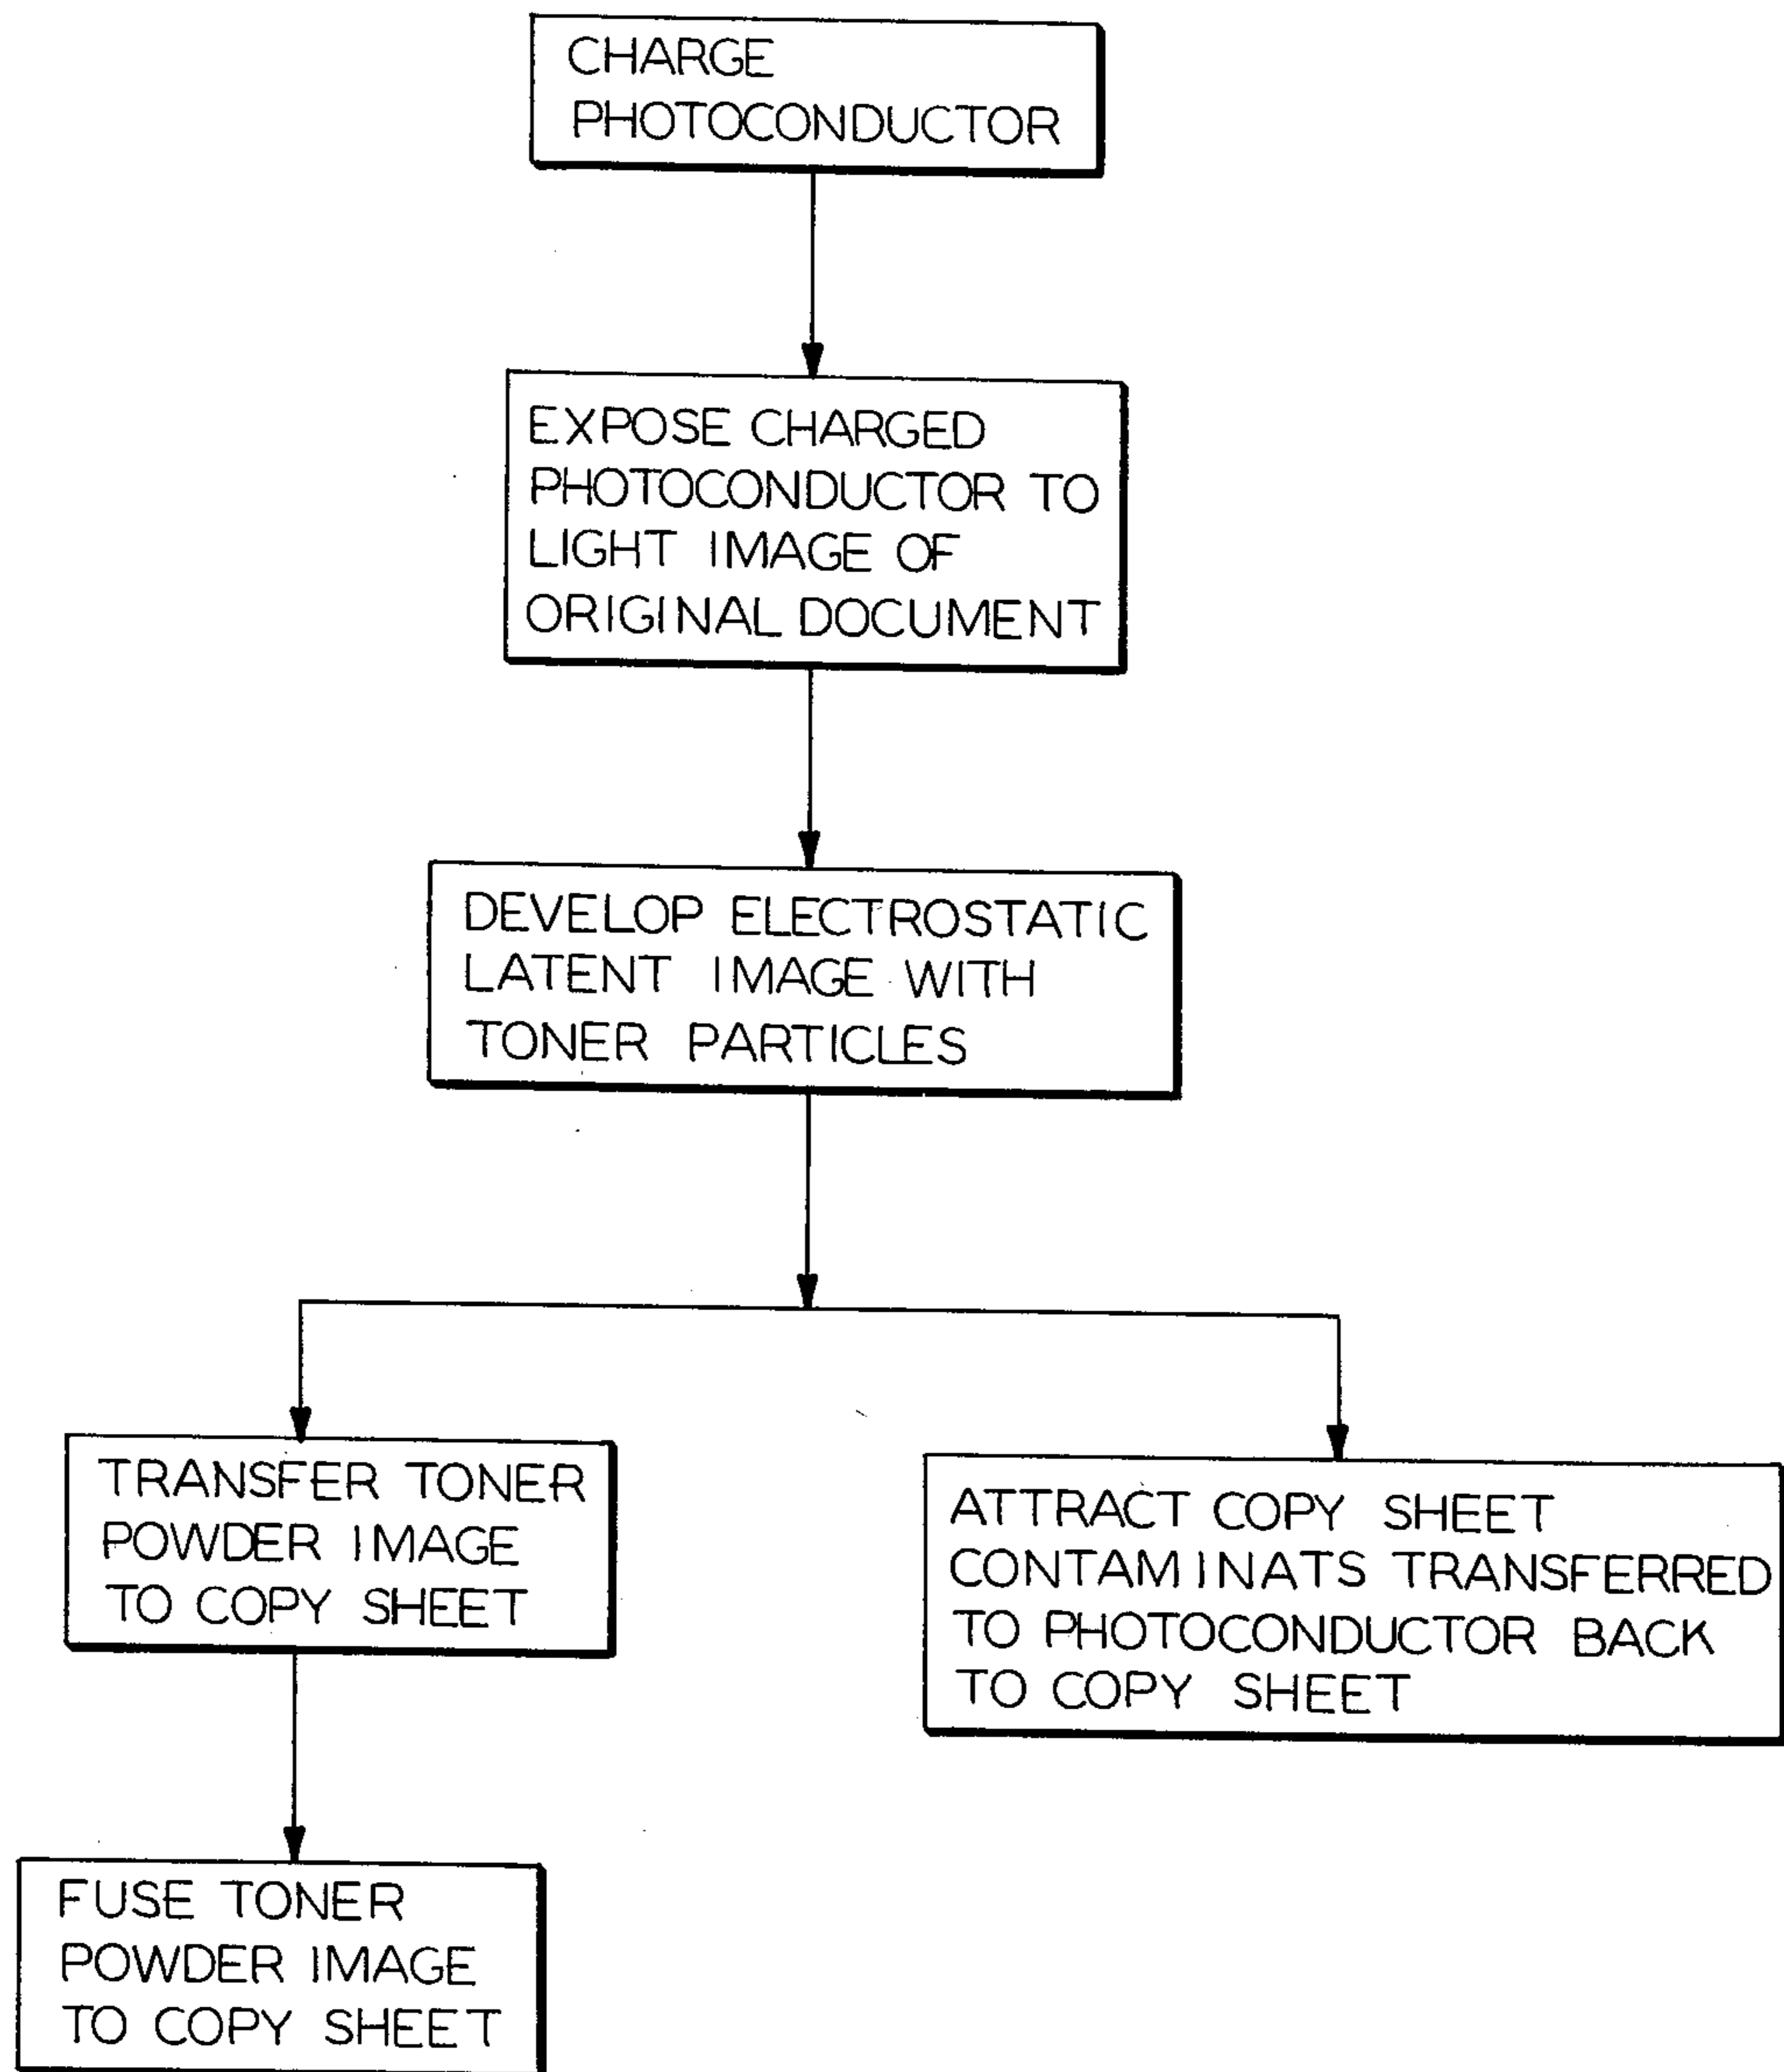 CHARGE
PHOTOCONDUCTOR
EXPOSE CHARGED
PHOTOCONDUCTOR TO
LIGHT IMAGE OF
ORIGINAL DOCUMENT
DEVELOP ELECTROSTATIC
LATENT IMAGE WITH
TONER PARTICLES
TRANSFER TONER
POWDER IMAGE
TO COPY SHEET
ATTRACT COPY SHEET
CONTAMINATS TRANSFERRED
TO PHOTOCONDUCTOR BACK
TO COPY SHEET
FUSE TONER
POWDER IMAGE
TO COPY SHEET